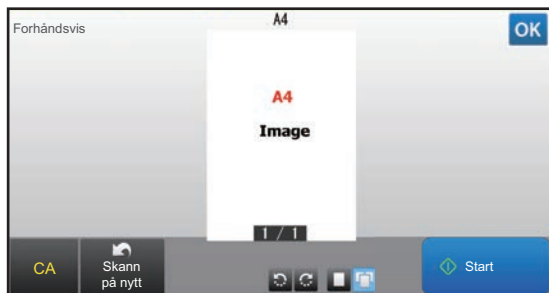 A4
Forhåndsvis
OK
A4
Image
1 / 1
CA
Skann
på nytt
Start